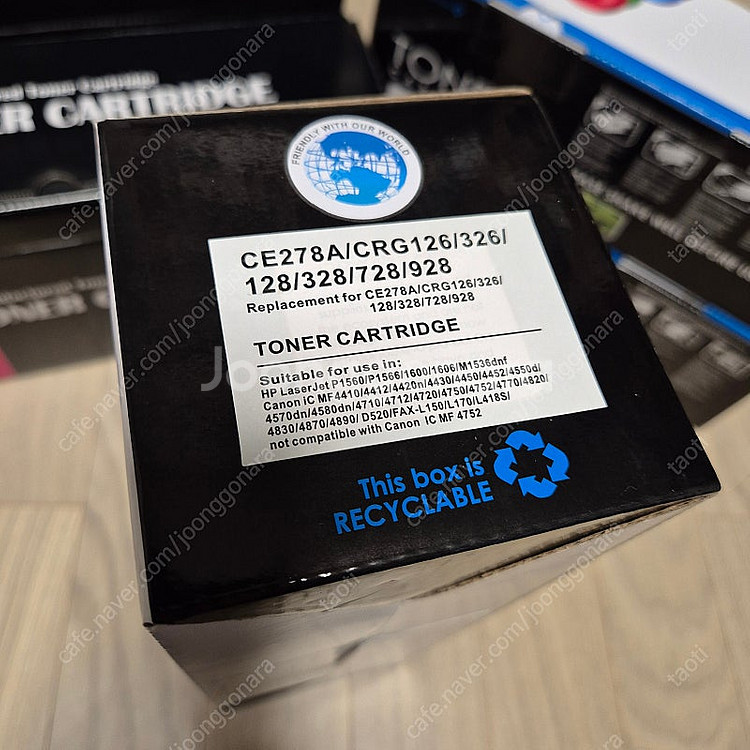 Toner Cartridge
R CARTRIDGE
TONER
FRIENDLY WITH OUR WORLD
CE278A/CRG126/326/
128/328/728/928
Replacement for CE278A/CRG126/326/
128/328/728/928
TONER CARTRIDGE
Suitable for use in:
HP LaserJet P1560/P1566/1600/1606/M1536dnf
Canon iC MF4410/4412/4420n/4430/4450/4452/4550d/
4570dn/4580dn/4710/4712/4720/4750/4752/4770/4820/
4830/4870/4890/ D520/FAX-L150/L170/L418S/
not compatible with Canon IC MF 4752
This box is
RECYCLABLE
cafe.naver.com/joonggonara
taoti